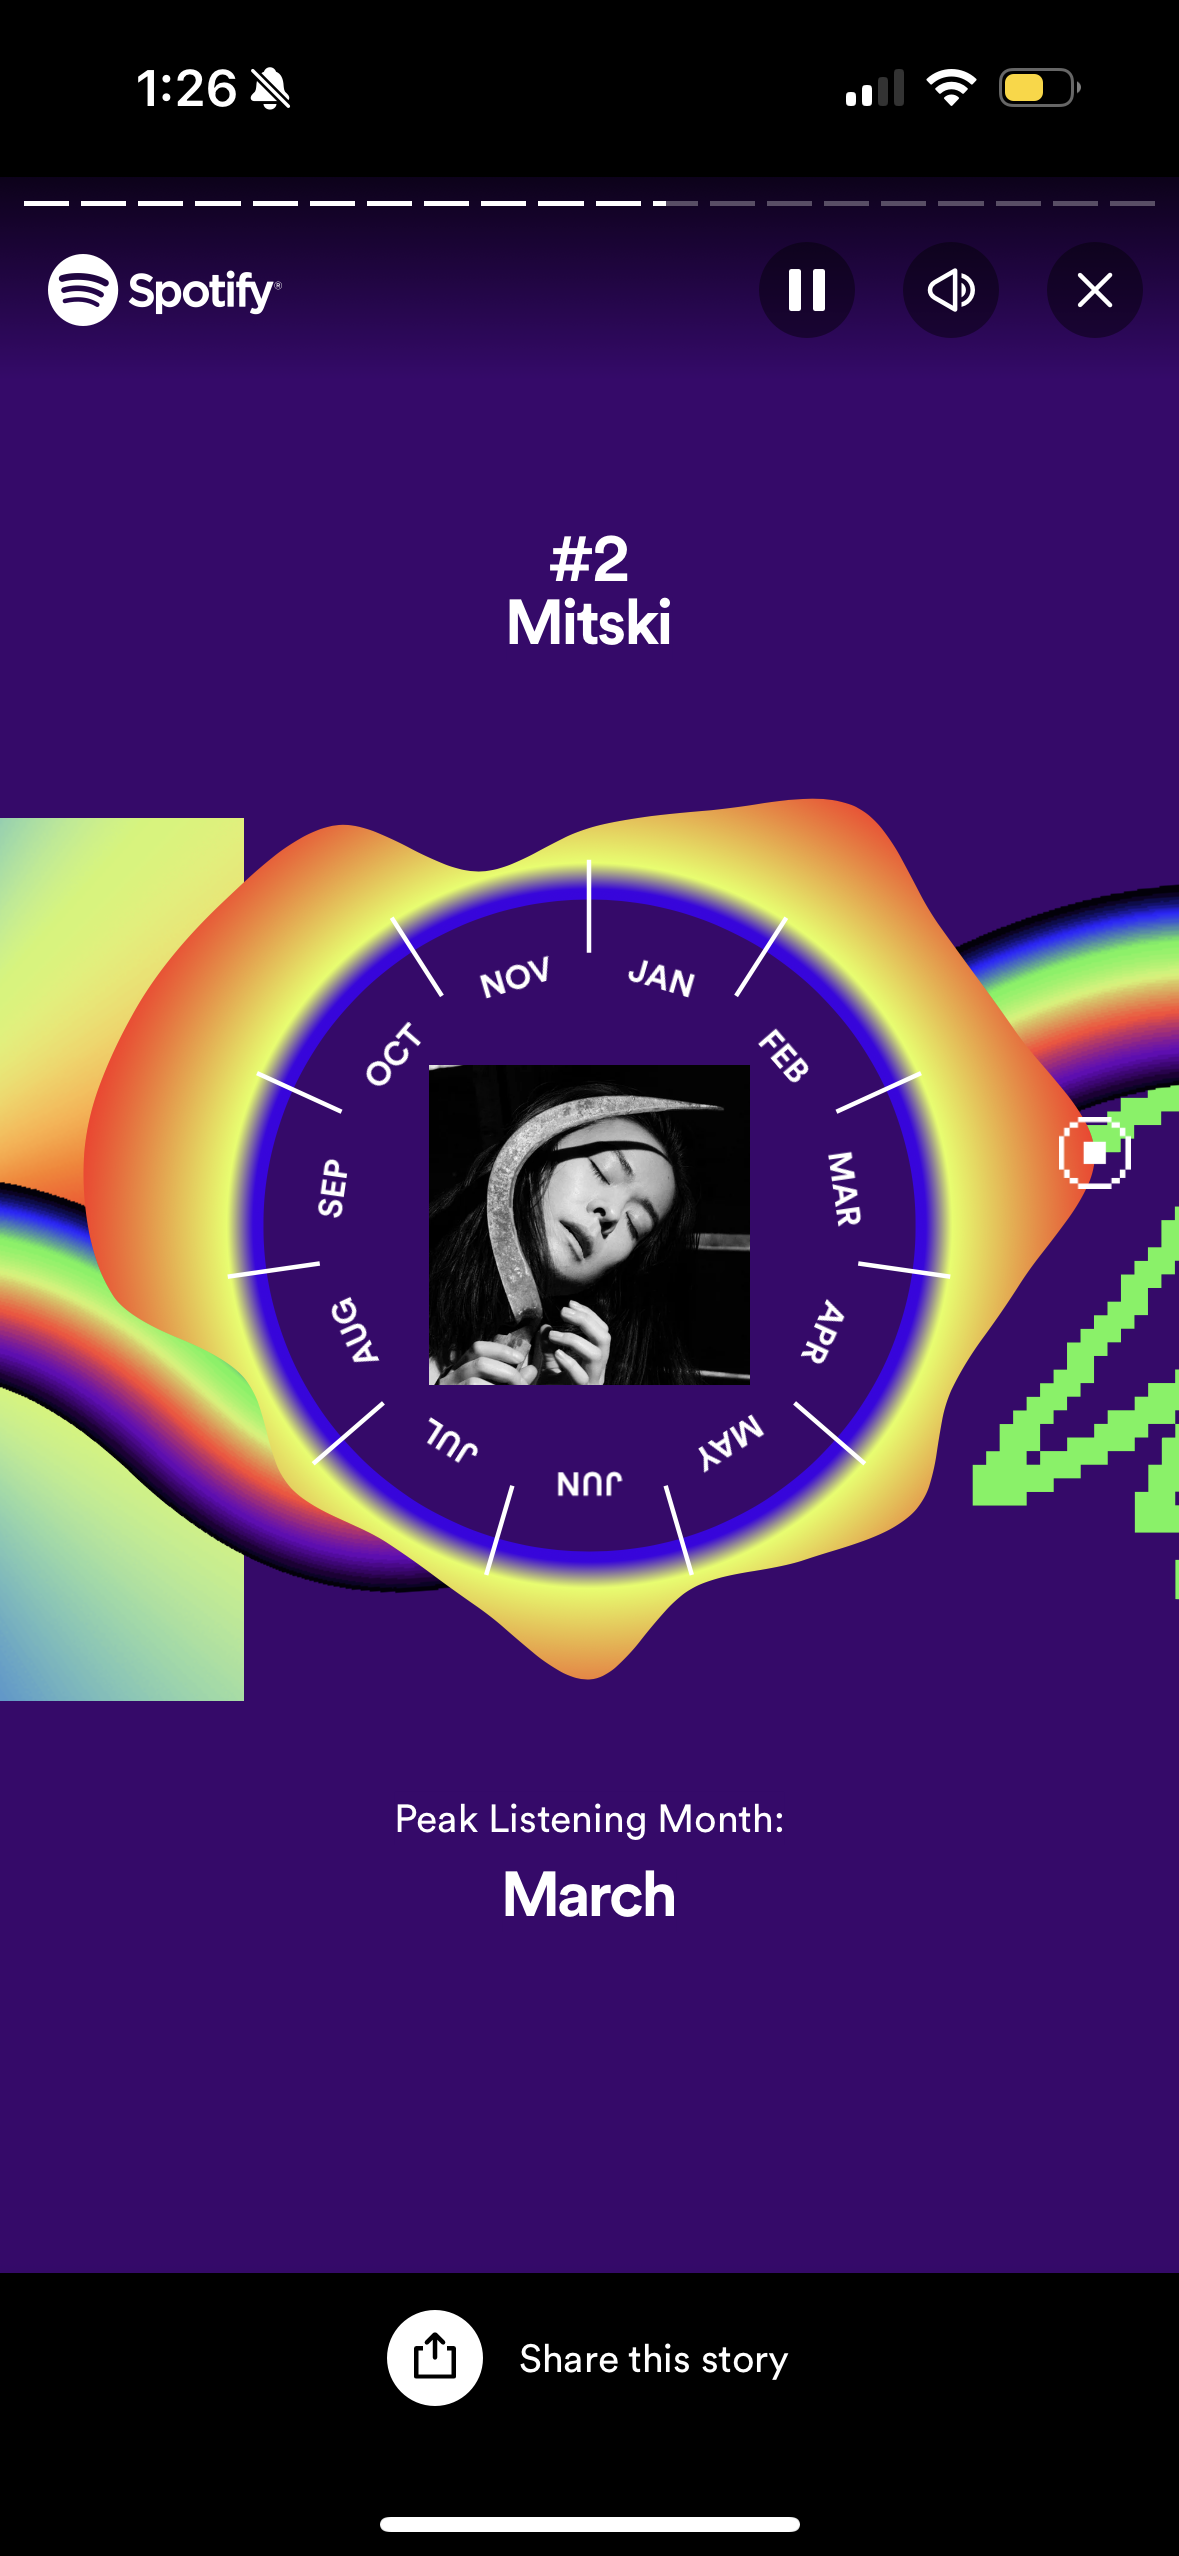 1:26
Spotify®
#2
Mitski
JAN
FEB
MAR
APR
MAY
JUN
JUL
AUG
SEP
OCT
NOV
Peak Listening Month:
March
Share this story